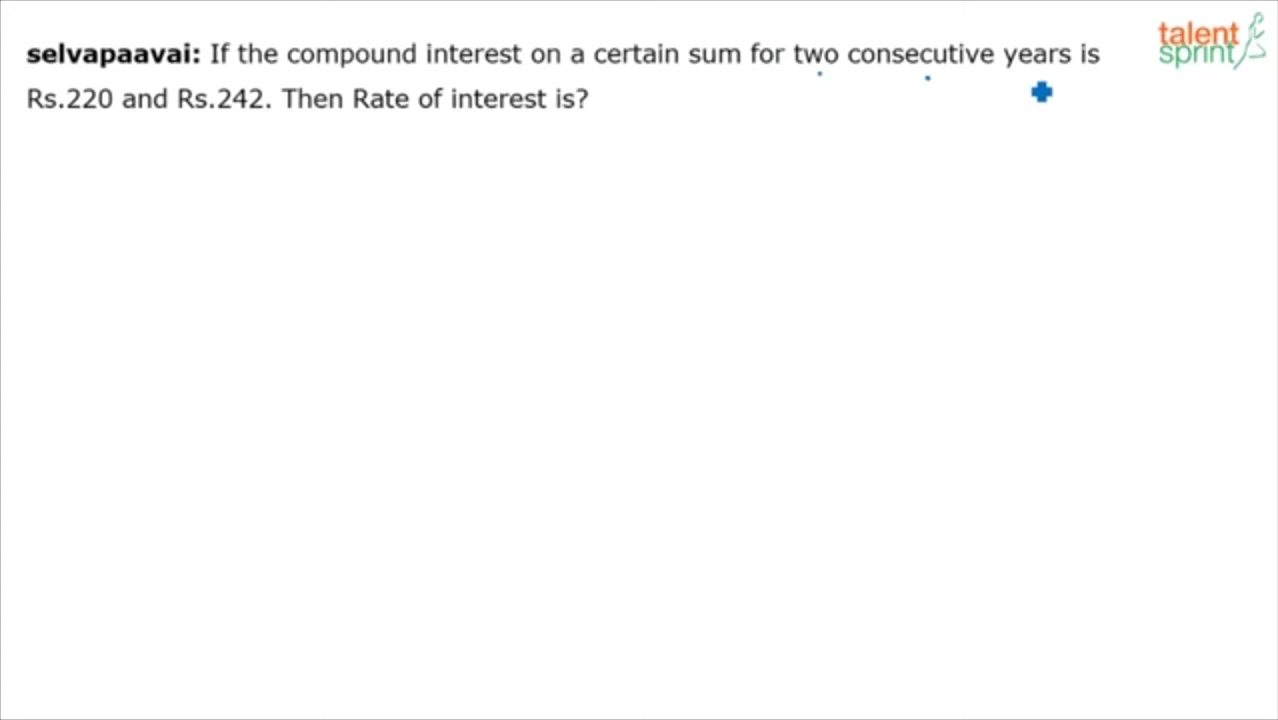 selvapaavai: If the compound interest on a certain sum for two consecutive years is
Rs.220 and Rs.242. Then Rate of interest is?
talent
sprint